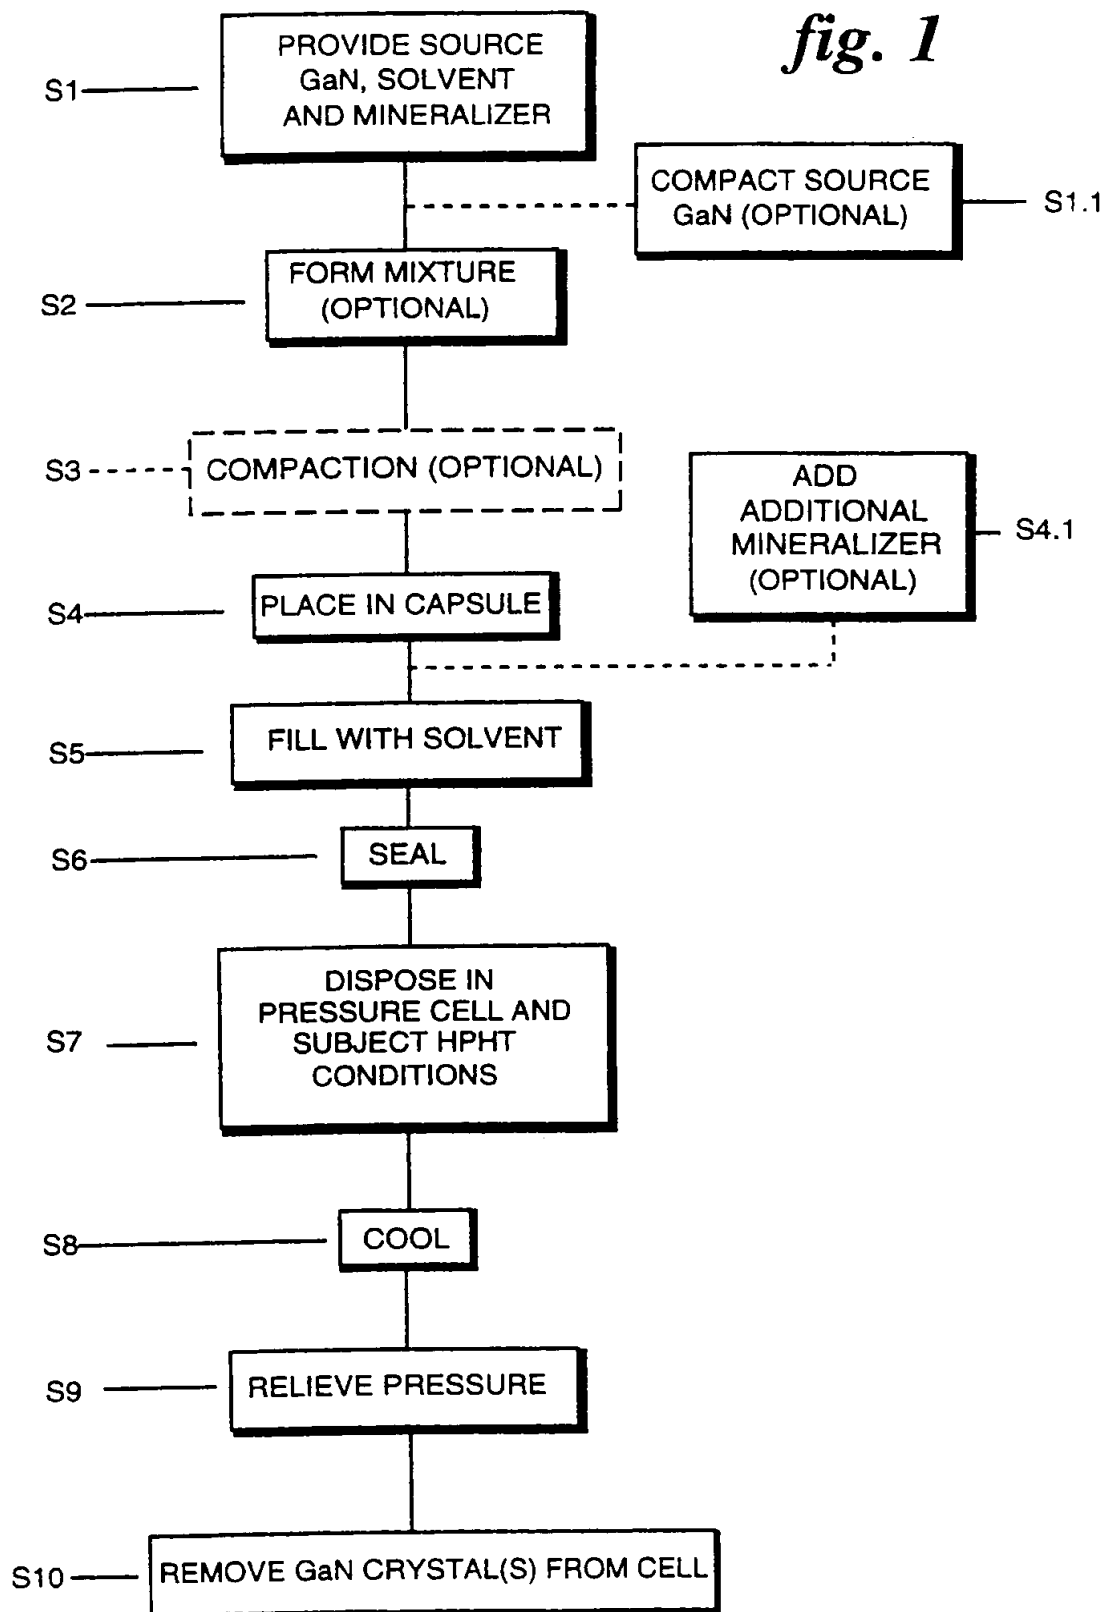 fig. 1
S1
PROVIDE SOURCE
GaN, SOLVENT
AND MINERALIZER
COMPACT SOURCE
GaN (OPTIONAL)
S1.1
S2
FORM MIXTURE
(OPTIONAL)
S3
COMPACTION (OPTIONAL)
ADD
ADDITIONAL
MINERALIZER
(OPTIONAL)
S4.1
S4
PLACE IN CAPSULE
S5
FILL WITH SOLVENT
S6
SEAL
S7
DISPOSE IN
PRESSURE CELL AND
SUBJECT HPHT
CONDITIONS
S8
COOL
S9
RELIEVE PRESSURE
S10
REMOVE GaN CRYSTAL(S) FROM CELL